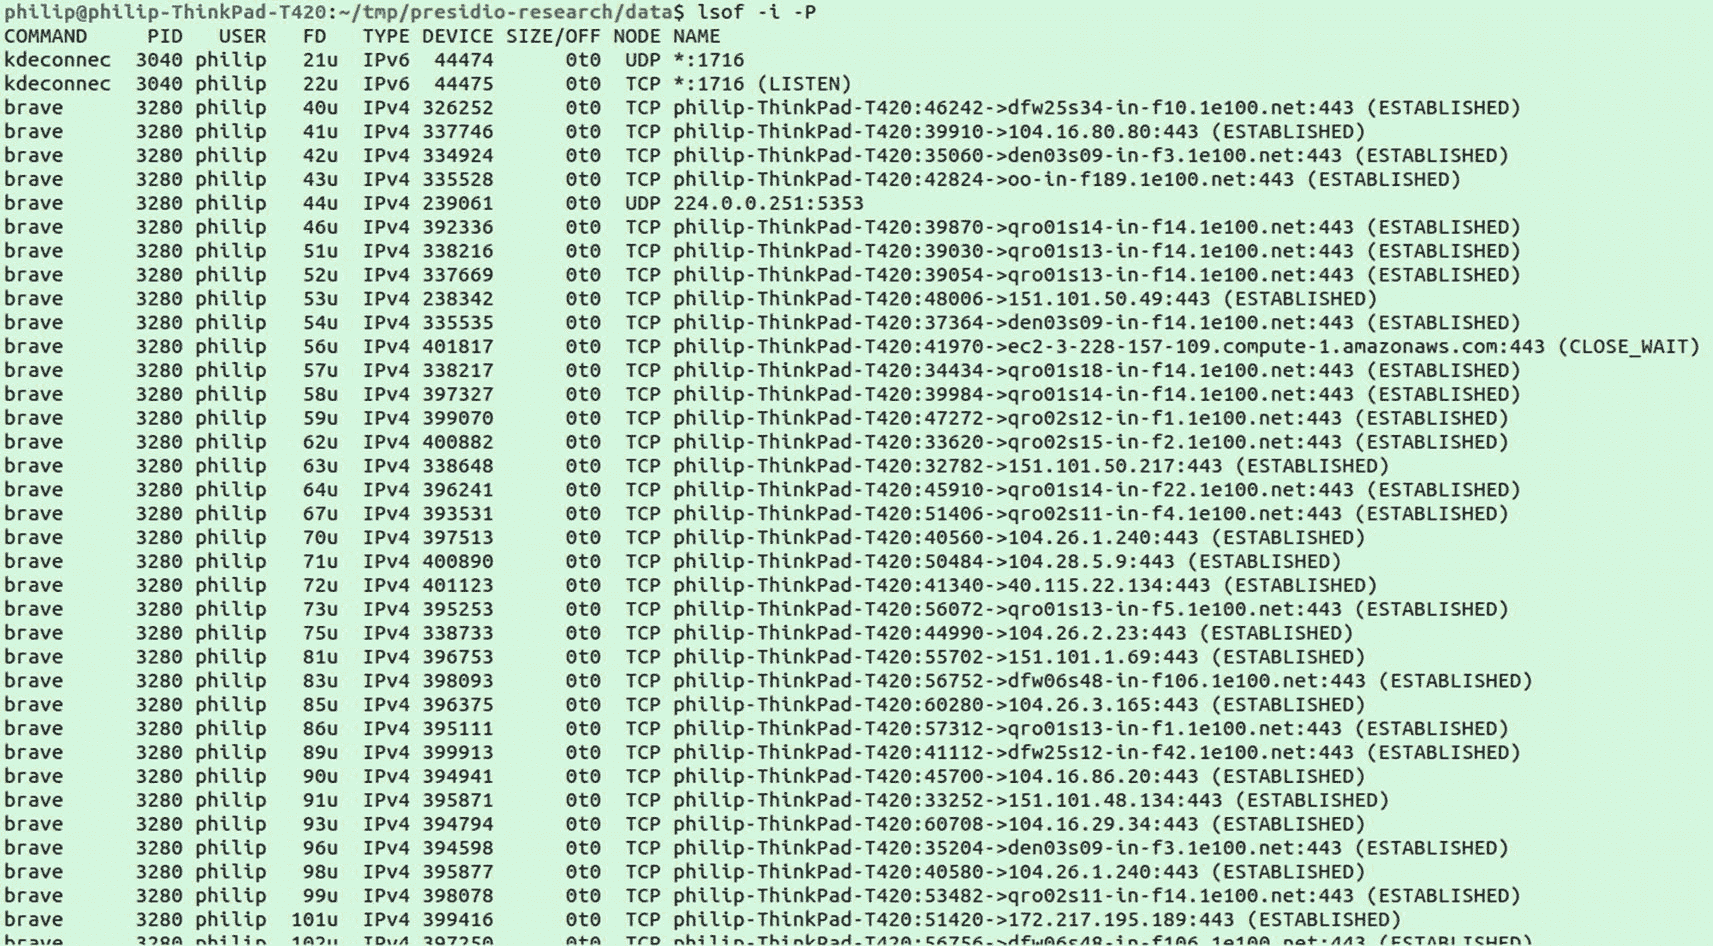 philip@philip-ThinkPad-T420:~/tmp/presidio-research/data$ lsof -i -P
COMMAND PID USER FD TYPE DEVICE SIZE/OFF NODE NAME
kdeconnec 3040 philip 21u IPv6 44474 0t0 UDP *:1716
kdeconnec 3040 philip 22u IPv6 44475 0t0 TCP *:1716 (LISTEN)
brave 3280 philip 40u IPv4 326252 0t0 TCP philip-ThinkPad-T420:46242->dfw25s34-in-f10.1e100.net:443 (ESTABLISHED)
brave 3280 philip 41u IPv4 337746 0t0 TCP philip-ThinkPad-T420:39910->104.16.80.80:443 (ESTABLISHED)
brave 3280 philip 42u IPv4 334924 0t0 TCP philip-ThinkPad-T420:35060->den03s09-in-f3.1e100.net:443 (ESTABLISHED)
brave 3280 philip 43u IPv4 335528 0t0 TCP philip-ThinkPad-T420:42824->oo-in-f189.1e100.net:443 (ESTABLISHED)
brave 3280 philip 44u IPv4 239061 0t0 UDP 224.0.0.251:5353
brave 3280 philip 46u IPv4 392336 0t0 TCP philip-ThinkPad-T420:39870->qro01s14-in-f14.1e100.net:443 (ESTABLISHED)
brave 3280 philip 51u IPv4 338216 0t0 TCP philip-ThinkPad-T420:39030->qro01s13-in-f14.1e100.net:443 (ESTABLISHED)
brave 3280 philip 52u IPv4 337669 0t0 TCP philip-ThinkPad-T420:39054->qro01s13-in-f14.1e100.net:443 (ESTABLISHED)
brave 3280 philip 53u IPv4 238342 0t0 TCP philip-ThinkPad-T420:48006->151.101.50.49:443 (ESTABLISHED)
brave 3280 philip 54u IPv4 335535 0t0 TCP philip-ThinkPad-T420:37364->den03s09-in-f14.1e100.net:443 (ESTABLISHED)
brave 3280 philip 56u IPv4 401817 0t0 TCP philip-ThinkPad-T420:41970->ec2-3-228-157-109.compute-1.amazonaws.com:443 (CLOSE_WAIT)
brave 3280 philip 57u IPv4 338217 0t0 TCP philip-ThinkPad-T420:34434->qro01s18-in-f14.1e100.net:443 (ESTABLISHED)
brave 3280 philip 58u IPv4 397327 0t0 TCP philip-ThinkPad-T420:39984->qro01s14-in-f14.1e100.net:443 (ESTABLISHED)
brave 3280 philip 59u IPv4 399070 0t0 TCP philip-ThinkPad-T420:47272->qro02s12-in-f1.1e100.net:443 (ESTABLISHED)
brave 3280 philip 62u IPv4 400882 0t0 TCP philip-ThinkPad-T420:33620->qro02s15-in-f2.1e100.net:443 (ESTABLISHED)
brave 3280 philip 63u IPv4 338648 0t0 TCP philip-ThinkPad-T420:32782->151.101.50.217:443 (ESTABLISHED)
brave 3280 philip 64u IPv4 396241 0t0 TCP philip-ThinkPad-T420:45910->qro01s14-in-f22.1e100.net:443 (ESTABLISHED)
brave 3280 philip 67u IPv4 393531 0t0 TCP philip-ThinkPad-T420:51406->qro02s11-in-f4.1e100.net:443 (ESTABLISHED)
brave 3280 philip 70u IPv4 397513 0t0 TCP philip-ThinkPad-T420:40560->104.26.1.240:443 (ESTABLISHED)
brave 3280 philip 71u IPv4 400890 0t0 TCP philip-ThinkPad-T420:50484->104.28.5.9:443 (ESTABLISHED)
brave 3280 philip 72u IPv4 401123 0t0 TCP philip-ThinkPad-T420:41340->40.115.22.134:443 (ESTABLISHED)
brave 3280 philip 73u IPv4 395253 0t0 TCP philip-ThinkPad-T420:56072->qro01s13-in-f5.1e100.net:443 (ESTABLISHED)
brave 3280 philip 75u IPv4 338733 0t0 TCP philip-ThinkPad-T420:44990->104.26.2.23:443 (ESTABLISHED)
brave 3280 philip 81u IPv4 396753 0t0 TCP philip-ThinkPad-T420:55702->151.101.1.69:443 (ESTABLISHED)
brave 3280 philip 83u IPv4 398093 0t0 TCP philip-ThinkPad-T420:56752->dfw06s48-in-f106.1e100.net:443 (ESTABLISHED)
brave 3280 philip 85u IPv4 396375 0t0 TCP philip-ThinkPad-T420:60280->104.26.3.165:443 (ESTABLISHED)
brave 3280 philip 86u IPv4 395111 0t0 TCP philip-ThinkPad-T420:57312->qro01s13-in-f1.1e100.net:443 (ESTABLISHED)
brave 3280 philip 89u IPv4 399913 0t0 TCP philip-ThinkPad-T420:41112->dfw25s12-in-f42.1e100.net:443 (ESTABLISHED)
brave 3280 philip 90u IPv4 394941 0t0 TCP philip-ThinkPad-T420:45700->104.16.86.20:443 (ESTABLISHED)
brave 3280 philip 91u IPv4 395871 0t0 TCP philip-ThinkPad-T420:33252->151.101.48.134:443 (ESTABLISHED)
brave 3280 philip 93u IPv4 394794 0t0 TCP philip-ThinkPad-T420:60708->104.16.29.34:443 (ESTABLISHED)
brave 3280 philip 96u IPv4 394598 0t0 TCP philip-ThinkPad-T420:35204->den03s09-in-f3.1e100.net:443 (ESTABLISHED)
brave 3280 philip 98u IPv4 395877 0t0 TCP philip-ThinkPad-T420:40580->104.26.1.240:443 (ESTABLISHED)
brave 3280 philip 99u IPv4 398078 0t0 TCP philip-ThinkPad-T420:53482->qro02s11-in-f14.1e100.net:443 (ESTABLISHED)
brave 3280 philip 101u IPv4 399416 0t0 TCP philip-ThinkPad-T420:51420->172.217.195.189:443 (ESTABLISHED)
brave 3280 philip 102u IPv4 397250 0t0 TCP philip-ThinkPad-T420:56756->dfw06s48-in-f106.1e100.net:443 (ESTABLISHED)